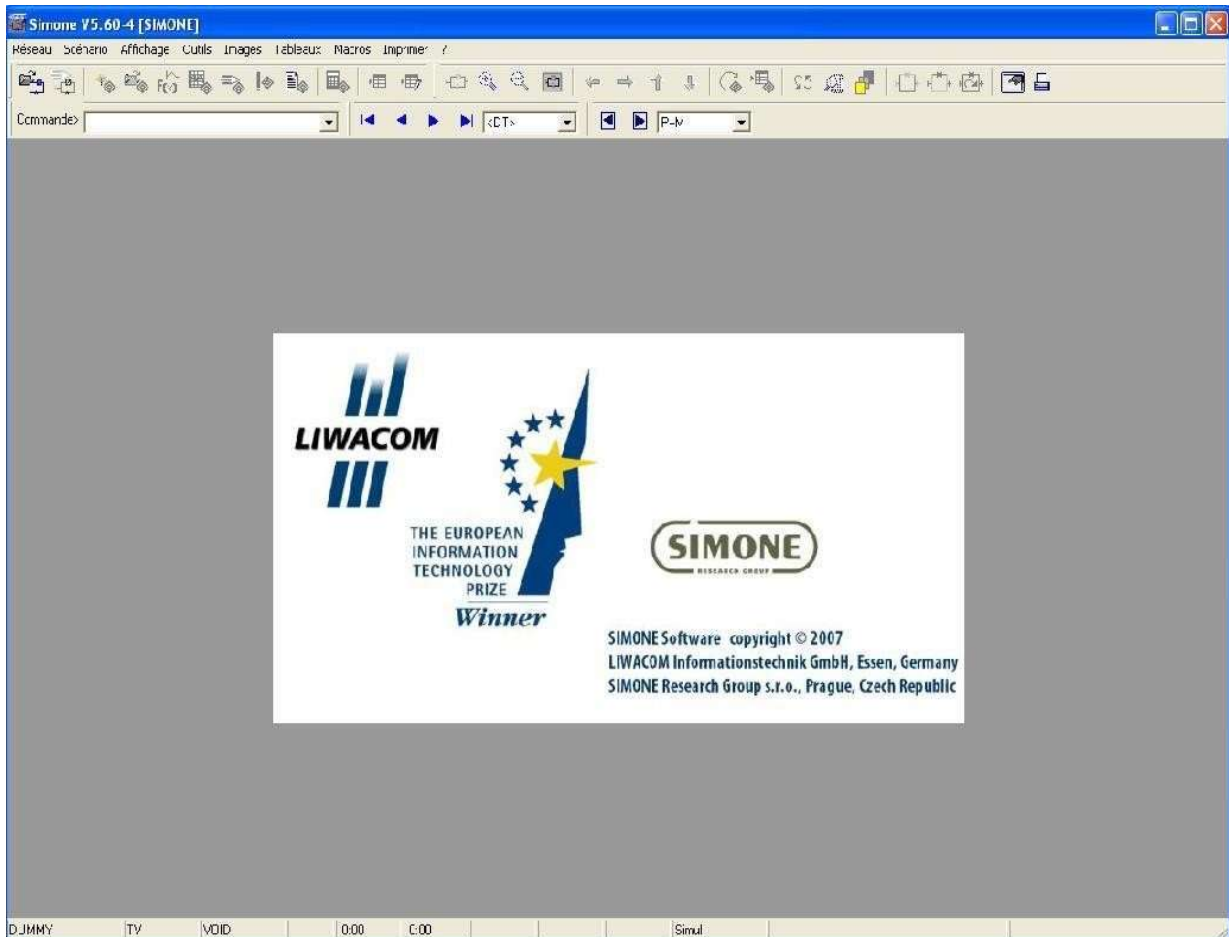 Simone V5.60-4 [SIMONE]
Réseau Scénario Affichage Outils Images Tableaux Macros Imprimer ?
Commande>
<DT>
P-M
LIWACOM
THE EUROPEAN
INFORMATION
TECHNOLOGY
PRIZE
Winner
SIMONE
RESEARCH GROUP
SIMONE Software copyright © 2007
LIWACOM Informationstechnik GmbH, Essen, Germany
SIMONE Research Group s.r.o., Prague, Czech Republic
TV VOID 0:00 0:00 Simul